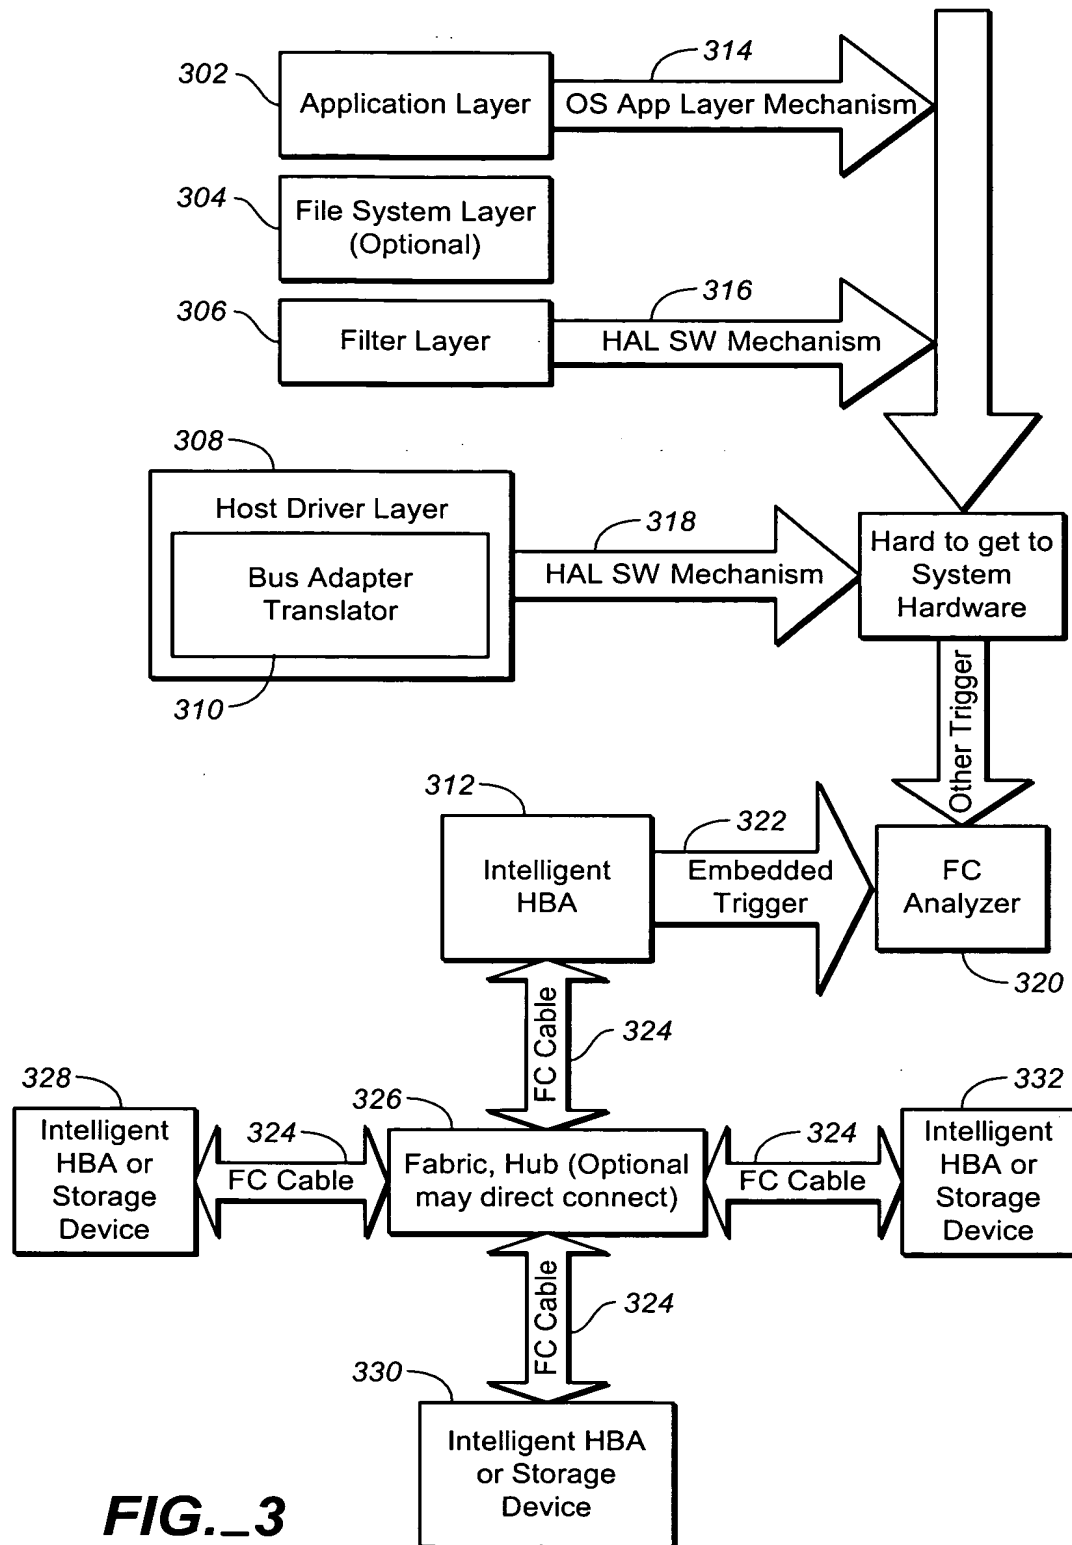 302
Application Layer
314
OS App Layer Mechanism
304
File System Layer
(Optional)
306
Filter Layer
316
HAL SW Mechanism
308
Host Driver Layer
Bus Adapter
Translator
310
318
HAL SW Mechanism
Hard to get to
System
Hardware
Other Trigger
312
Intelligent
HBA
322
Embedded
Trigger
FC
Analyzer
320
FC Cable
324
328
Intelligent
HBA or
Storage
Device
324
FC Cable
326
Fabric, Hub (Optional
may direct connect)
324
FC Cable
332
Intelligent
HBA or
Storage
Device
FC Cable
324
330
Intelligent HBA
or Storage
Device
FIG._3